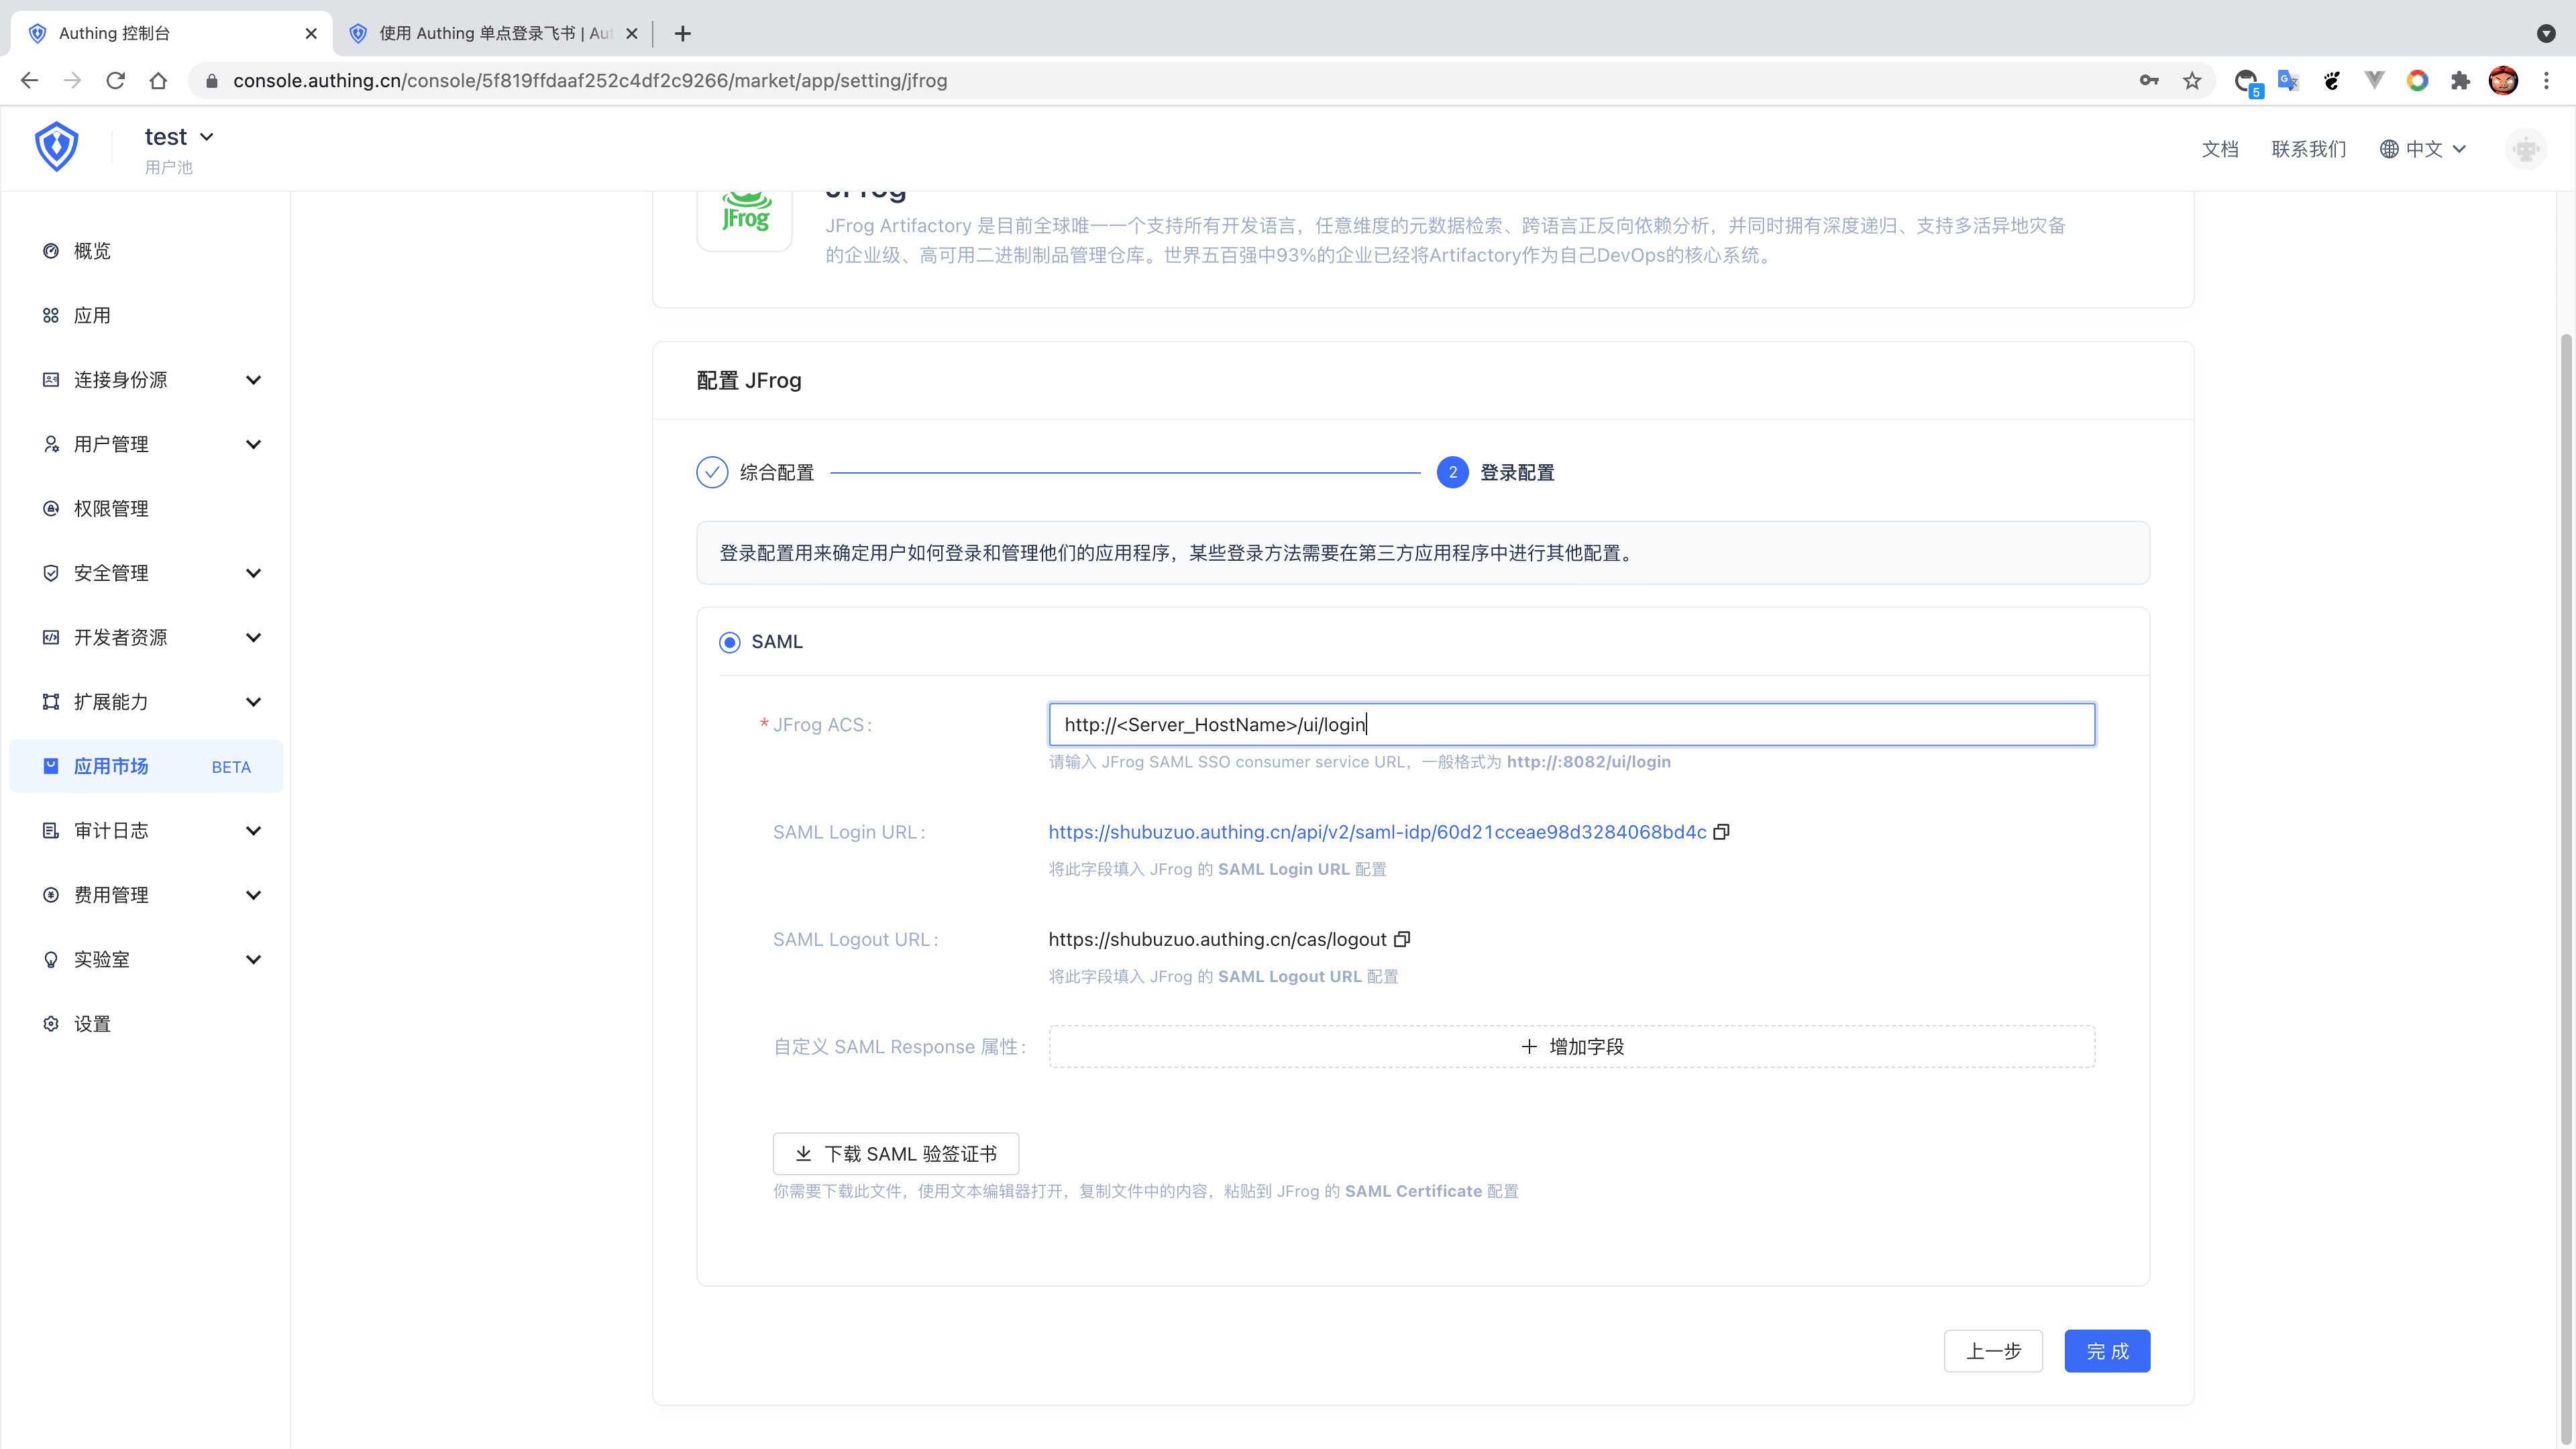 Authing 控制台
使用 Authing 单点登录飞书 | Aut
console.authing.cn/console/5f819ffdaaf252c4df2c9266/market/app/setting/jfrog
5
test
用户池
文档
联系我们
中文
概览
应用
连接身份源
用户管理
权限管理
安全管理
开发者资源
扩展能力
应用市场 BETA
审计日志
费用管理
实验室
设置
JFrog
JFrog
JFrog Artifactory 是目前全球唯一一个支持所有开发语言，任意维度的元数据检索、跨语言正反向依赖分析，并同时拥有深度递归、支持多活异地灾备
的企业级、高可用二进制制品管理仓库。世界五百强中93%的企业已经将Artifactory作为自己DevOps的核心系统。
配置 JFrog
综合配置
2 登录配置
登录配置用来确定用户如何登录和管理他们的应用程序，某些登录方法需要在第三方应用程序中进行其他配置。
SAML
* JFrog ACS: http://<Server_HostName>/ui/login
请输入 JFrog SAML SSO consumer service URL，一般格式为 http://:8082/ui/login
SAML Login URL: https://shubuzuo.authing.cn/api/v2/saml-idp/60d21cceae98d3284068bd4c
将此字段填入 JFrog 的 SAML Login URL 配置
SAML Logout URL: https://shubuzuo.authing.cn/cas/logout
将此字段填入 JFrog 的 SAML Logout URL 配置
自定义 SAML Response 属性: 增加字段
下载 SAML 验签证书
你需要下载此文件，使用文本编辑器打开，复制文件中的内容，粘贴到 JFrog 的 SAML Certificate 配置
上一步
完 成